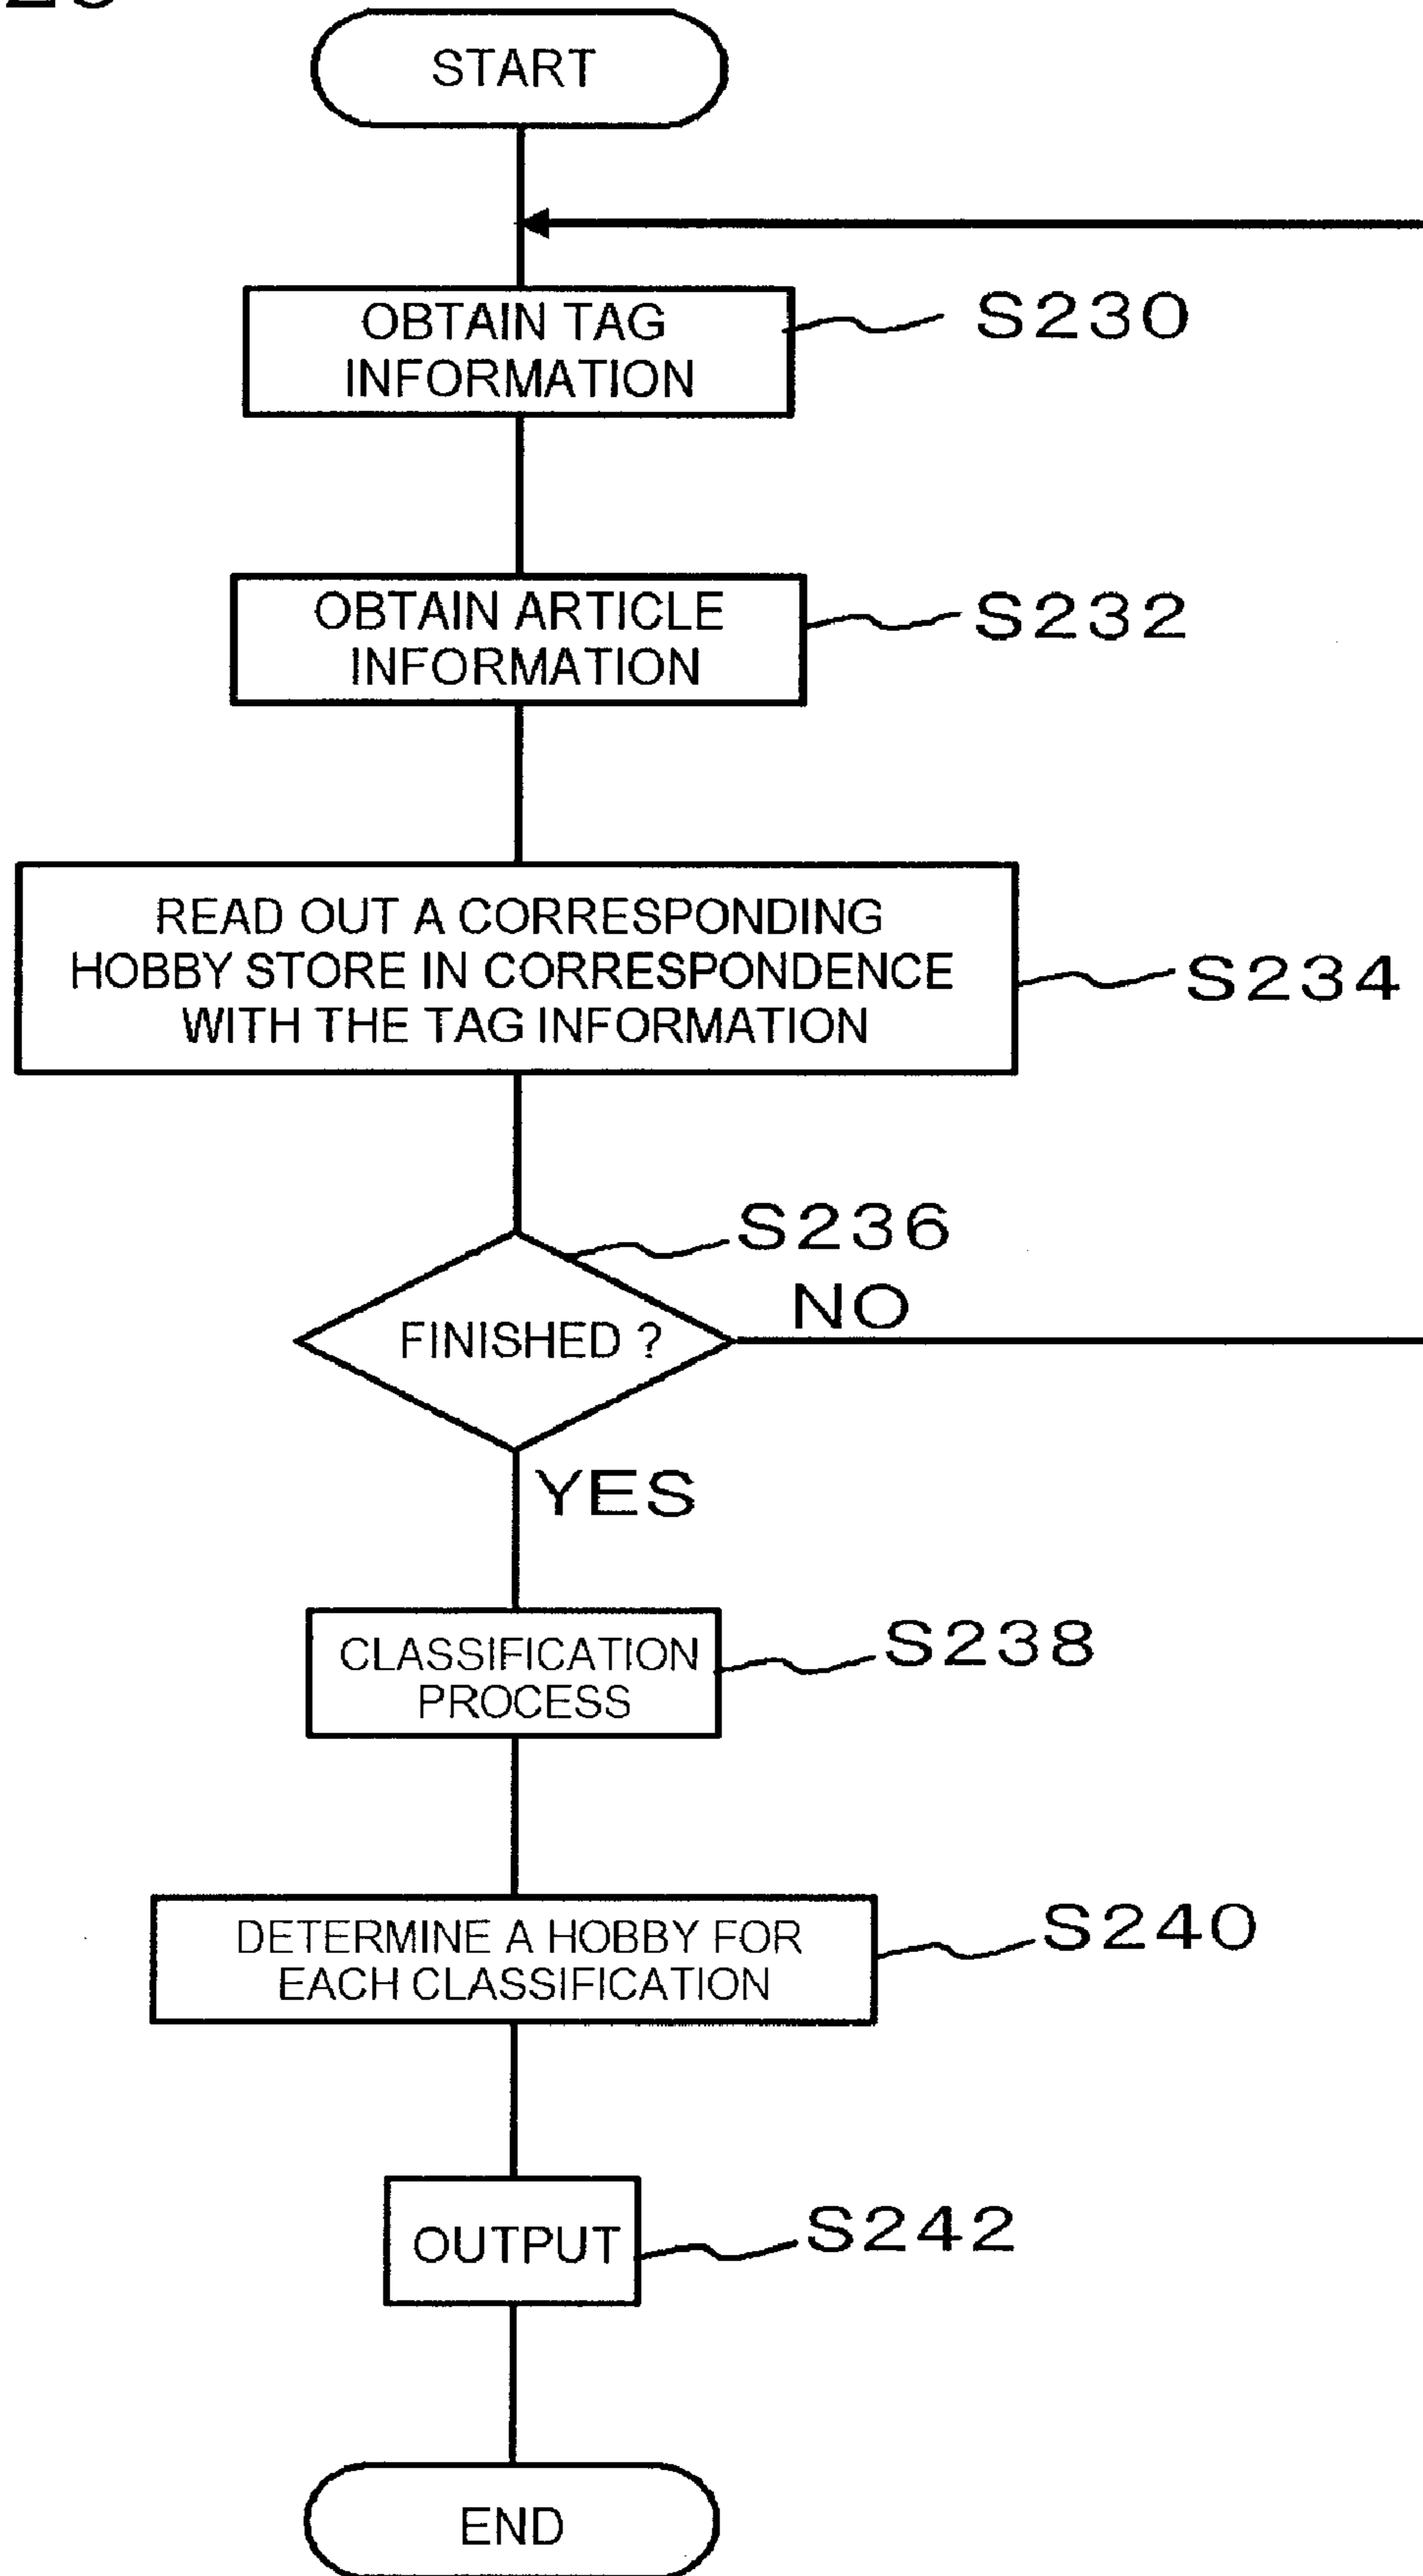 START
OBTAIN TAG
INFORMATION
S230
OBTAIN ARTICLE
INFORMATION
S232
READ OUT A CORRESPONDING
HOBBY STORE IN CORRESPONDENCE
WITH THE TAG INFORMATION
S234
S236
NO
FINISHED ?
YES
CLASSIFICATION
PROCESS
S238
DETERMINE A HOBBY FOR
EACH CLASSIFICATION
S240
OUTPUT
S242
END